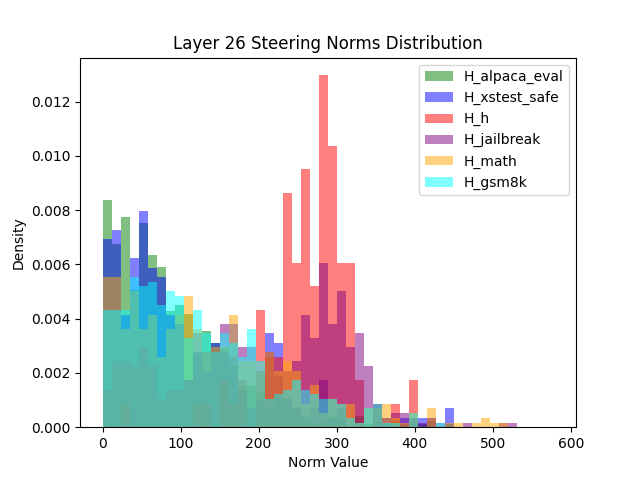 Layer 26 Steering Norms Distribution
H_alpaca_eval
H_xstest_safe
H_h
H_jailbreak
H_math
H_gsm8k
0.012
0.010
0.008
0.006
0.004
0.002
0.000
Density
0 100 200 300 400 500 600
Norm Value